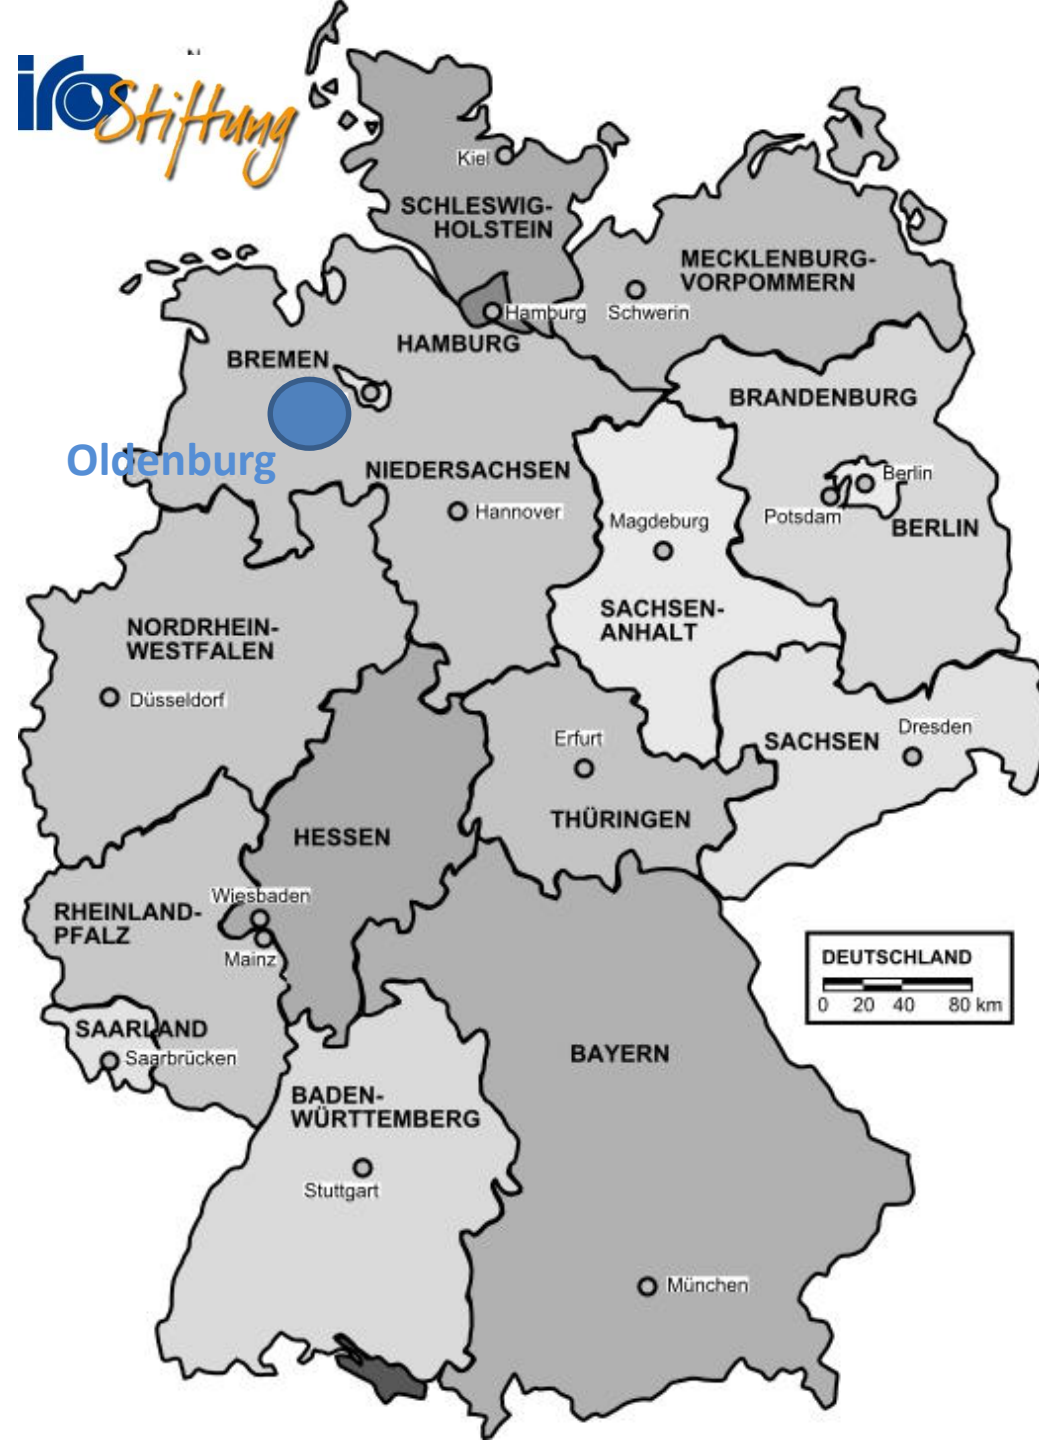 N
iro
Stiftung
Kiel
SCHLESWIG-
HOLSTEIN
MECKLENBURG-
VORPOMMERN
Hamburg
Schwerin
HAMBURG
BREMEN
BRANDENBURG
Oldenburg
NIEDERSACHSEN
Hannover
Berlin
Potsdam
BERLIN
Magdeburg
SACHSEN-
ANHALT
NORDRHEIN-
WESTFALEN
Düsseldorf
Erfurt
Dresden
SACHSEN
THÜRINGEN
HESSEN
Wiesbaden
RHEINLAND-
PFALZ
Mainz
DEUTSCHLAND
0 20 40 80 km
SAARLAND
Saarbrücken
BAYERN
BADEN-
WÜRTTEMBERG
Stuttgart
München